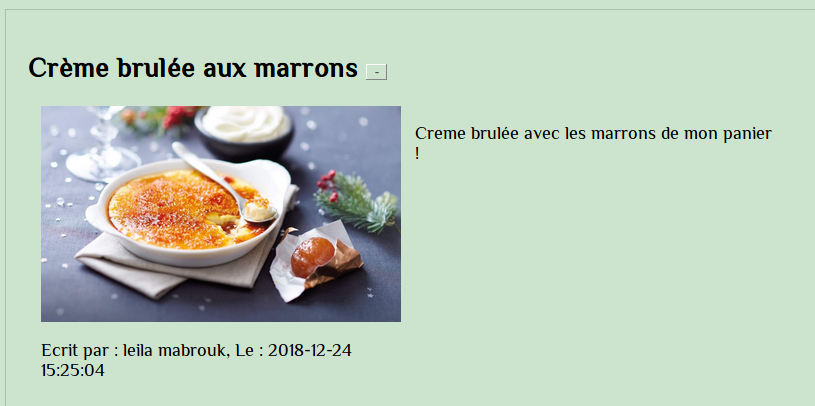 Crème brulée aux marrons -
Creme brulée avec les marrons de mon panier
!
Ecrit par : leila mabrouk, Le : 2018-12-24
15:25:04